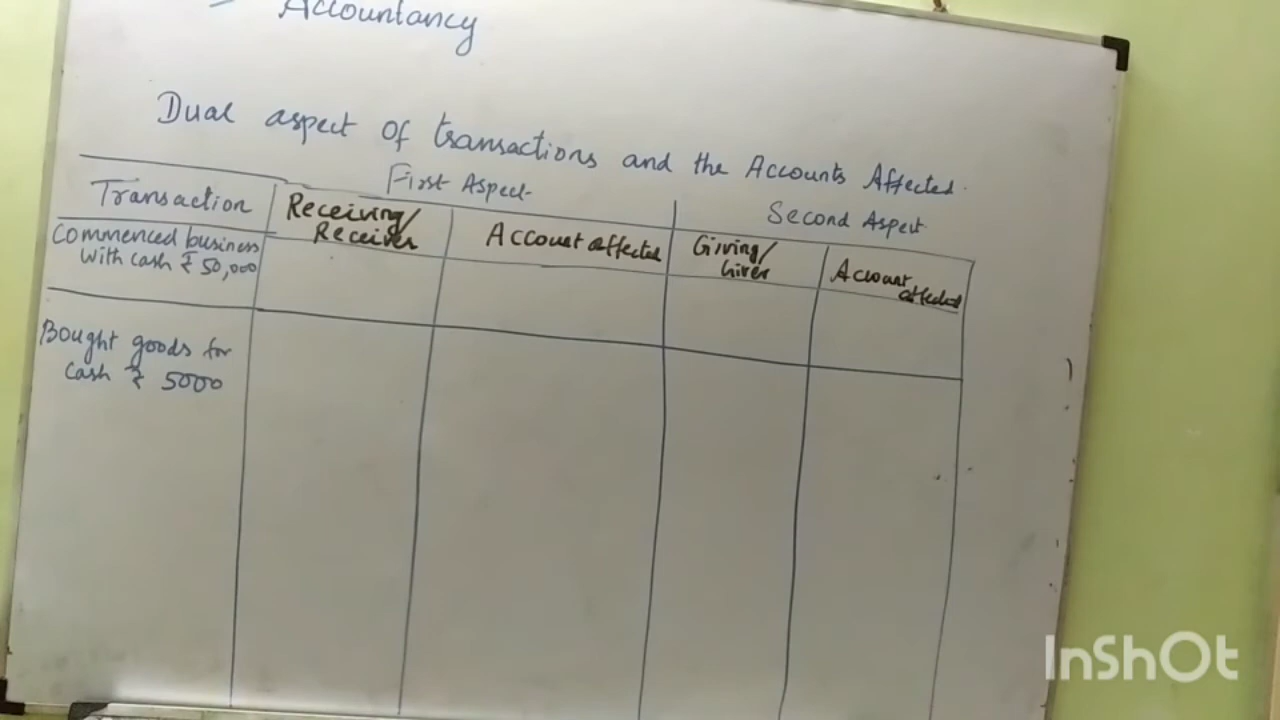 Accountancy
Dual aspect of transactions and the Accounts Affected.
First Aspect
Second Aspect
Transaction
Receiving/
Receiver
Account affected
Giving/
Giver
Account
affected
Commenced business
with cash ₹ 50,000
Bought goods for
Cash ₹ 5000
InShOt